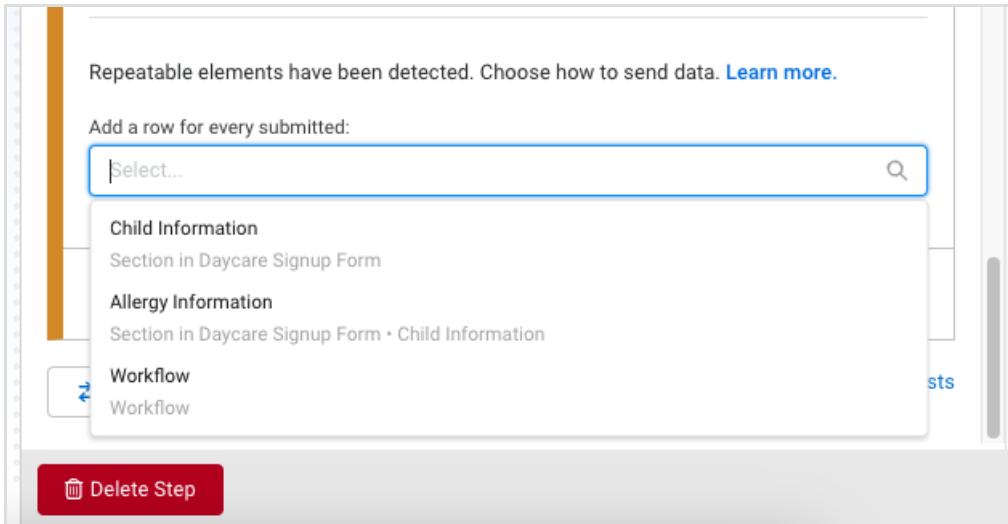 Repeatable elements have been detected. Choose how to send data. Learn more.
Add a row for every submitted:
Select...
Child Information
Section in Daycare Signup Form
Allergy Information
Section in Daycare Signup Form • Child Information
Workflow
Workflow
sts
Delete Step